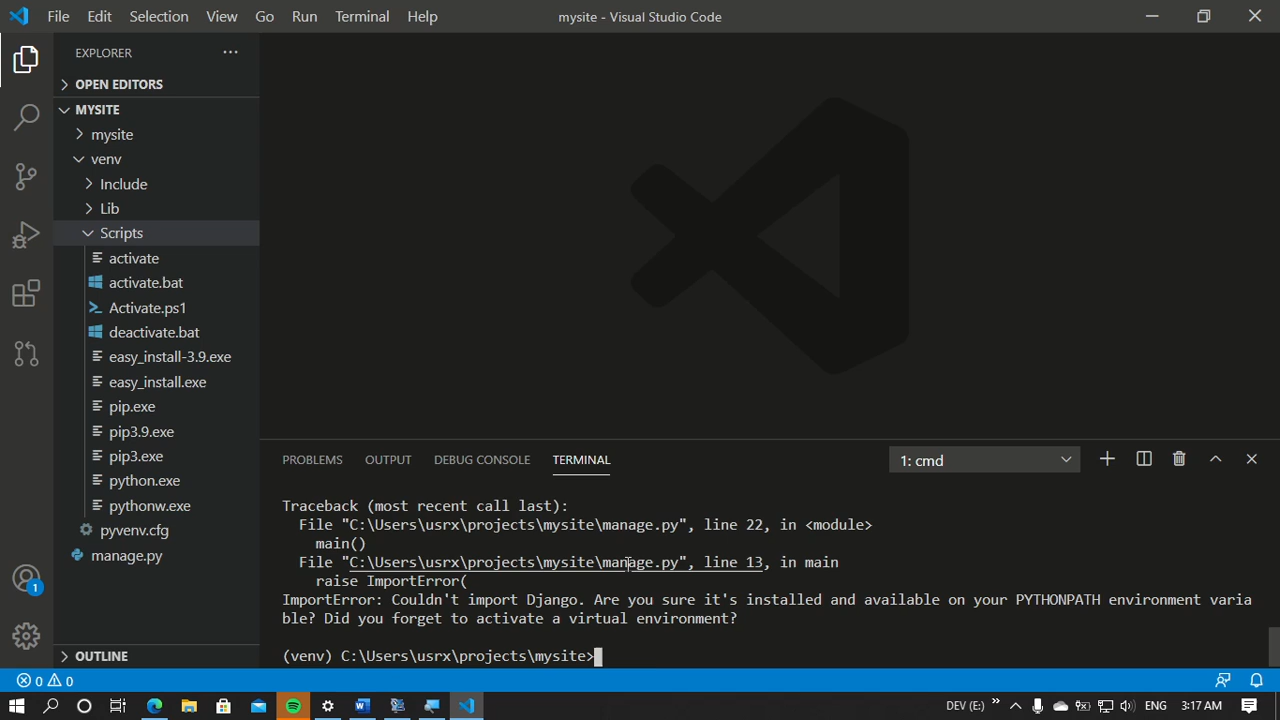 File Edit Selection View Go Run Terminal Help
mysite - Visual Studio Code
EXPLORER
OPEN EDITORS
MYSITE
mysite
venv
Include
Lib
Scripts
activate
activate.bat
Activate.ps1
deactivate.bat
easy_install-3.9.exe
easy_install.exe
pip.exe
pip3.9.exe
pip3.exe
python.exe
pythonw.exe
pyvenv.cfg
manage.py
OUTLINE
PROBLEMS OUTPUT DEBUG CONSOLE TERMINAL
1: cmd
Traceback (most recent call last):
File "C:\Users\usrx\projects\mysite\manage.py", line 22, in <module>
main()
File "C:\Users\usrx\projects\mysite\manage.py", line 13, in main
raise ImportError(
ImportError: Couldn't import Django. Are you sure it's installed and available on your PYTHONPATH environment varia
ble? Did you forget to activate a virtual environment?
(venv) C:\Users\usrx\projects\mysite>
1
0 0
DEV (E:) » ENG 3:17 AM